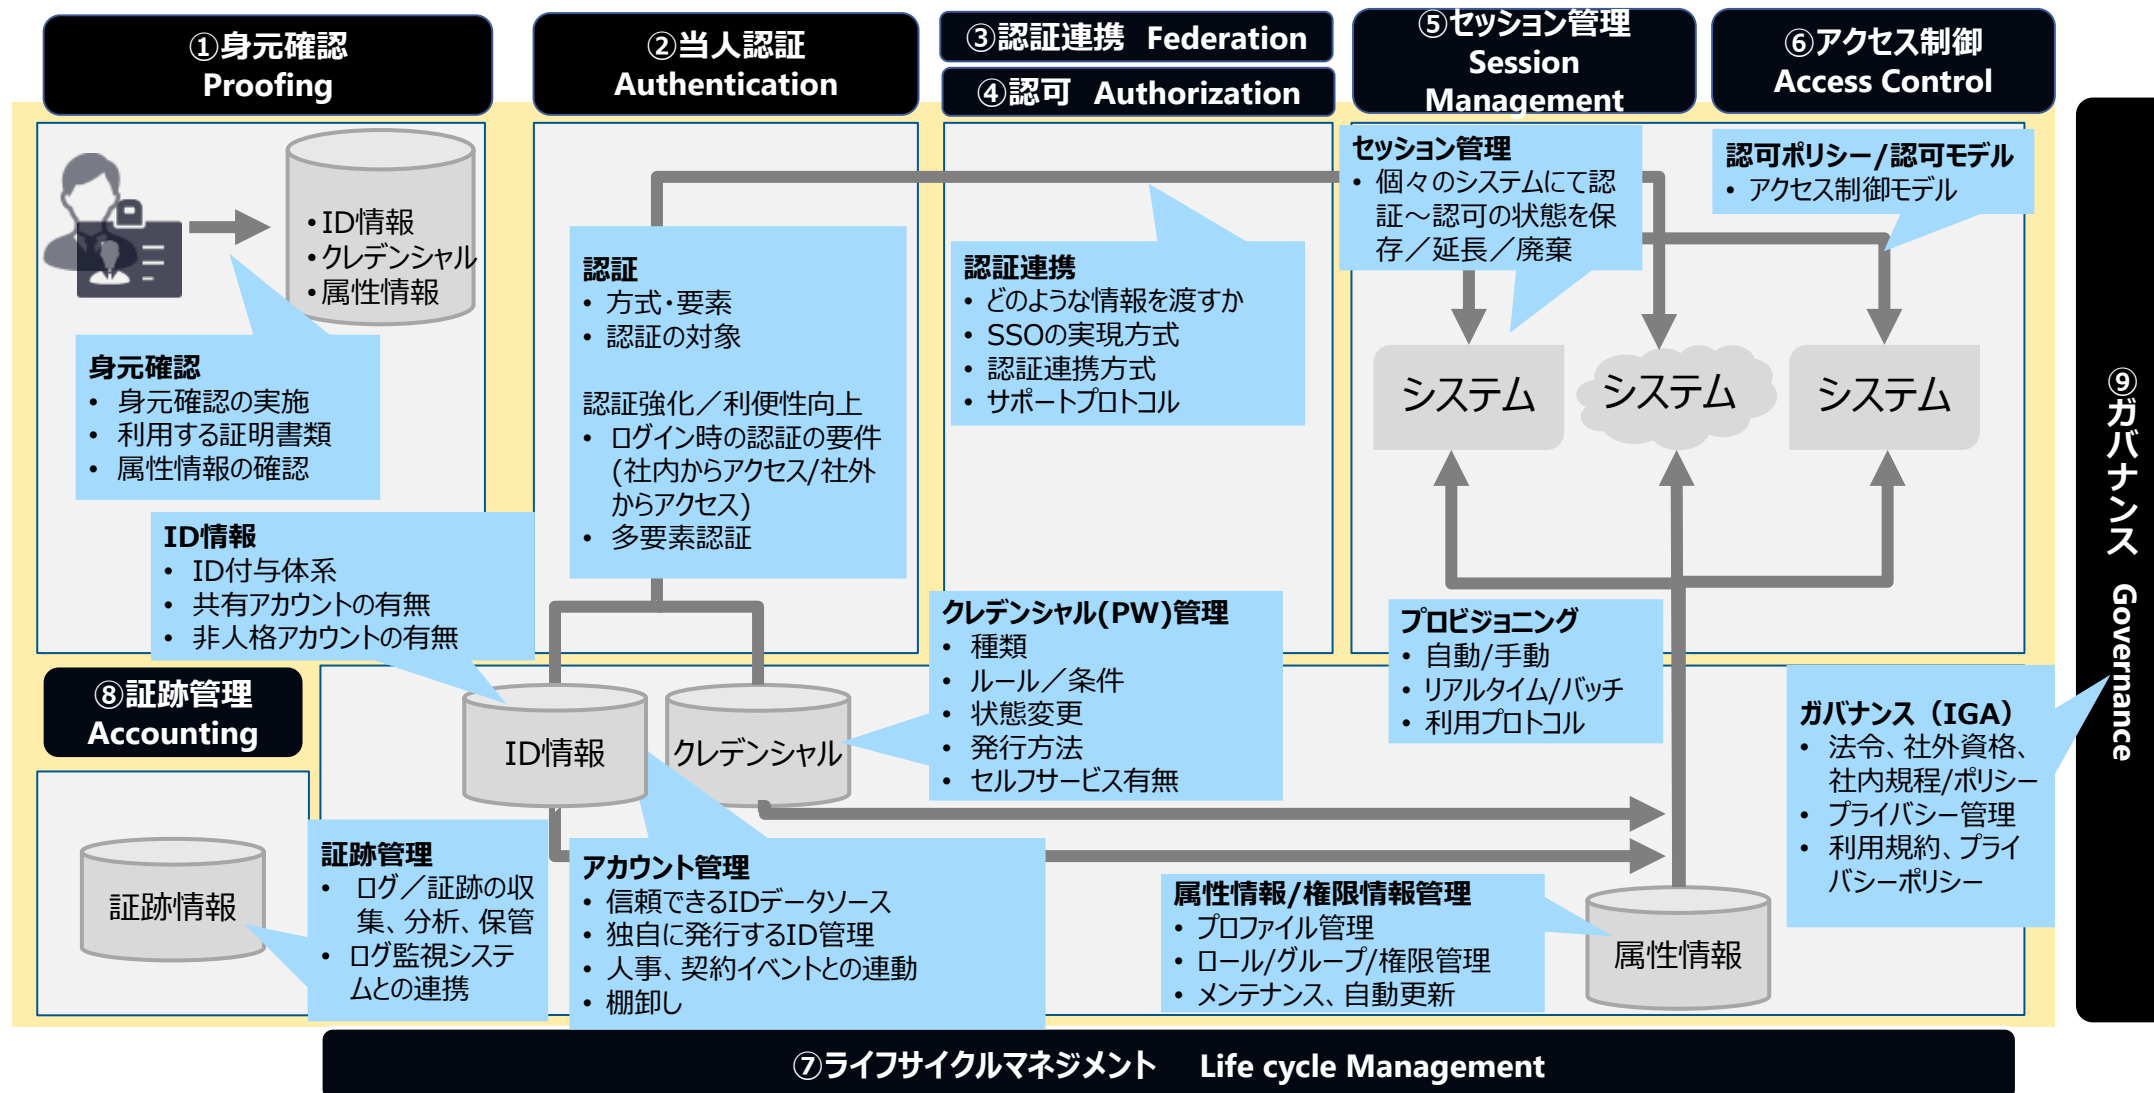 ①身元確認
Proofing
②当人認証
Authentication
③認証連携 Federation
④認可 Authorization
⑤セッション管理
Session
Management
⑥アクセス制御
Access Control
•ID情報
•クレデンシャル
•属性情報
身元確認
• 身元確認の実施
• 利用する証明書類
• 属性情報の確認
ID情報
• ID付与体系
• 共有アカウントの有無
• 非人格アカウントの有無
認証
• 方式・要素
• 認証の対象
認証強化／利便性向上
• ログイン時の認証の要件
(社内からアクセス/社外
からアクセス)
• 多要素認証
認証連携
• どのような情報を渡すか
• SSOの実現方式
• 認証連携方式
• サポートプロトコル
セッション管理
• 個々のシステムにて認
証～認可の状態を保
存／延長／廃棄
認可ポリシー/認可モデル
• アクセス制御モデル
システム
システム
システム
クレデンシャル(PW)管理
• 種類
• ルール／条件
• 状態変更
• 発行方法
• セルフサービス有無
プロビジョニング
• 自動/手動
• リアルタイム/バッチ
• 利用プロトコル
ガバナンス（IGA）
• 法令、社外資格、
社内規程/ポリシー
• プライバシー管理
• 利用規約、プライ
バシーポリシー
⑨ガバナンス Governance
⑧証跡管理
Accounting
ID情報
クレデンシャル
証跡情報
証跡管理
• ログ／証跡の収
集、分析、保管
• ログ監視システ
ムとの連携
アカウント管理
• 信頼できるIDデータソース
• 独自に発行するID管理
• 人事、契約イベントとの連動
• 棚卸し
属性情報/権限情報管理
• プロファイル管理
• ロール/グループ/権限管理
• メンテナンス、自動更新
属性情報
⑦ライフサイクルマネジメント Life cycle Management